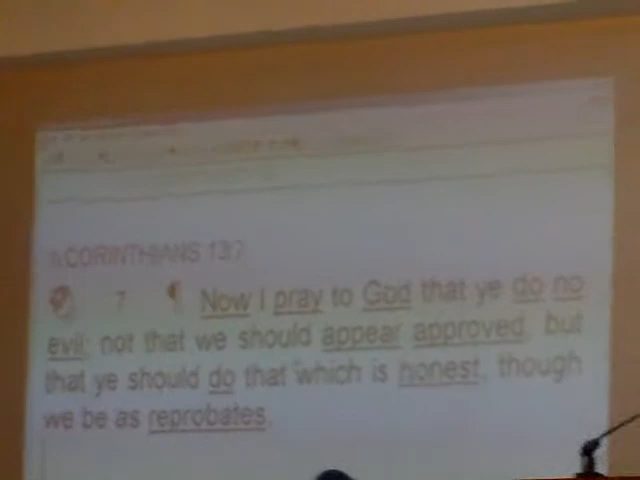 II CORINTHIANS 13:7
7 ¶ Now I pray to God that ye do no
evil; not that we should appear approved, but
that ye should do that which is honest, though
we be as reprobates.